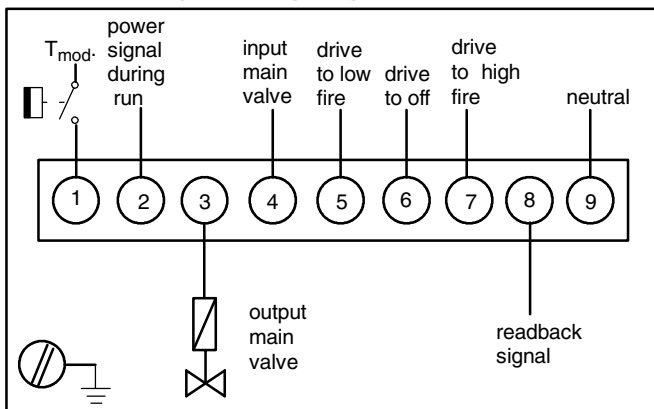 T mod.
power
signal
during
run
input
main
valve
drive
to low
fire
drive
to off
drive
to high
fire
neutral
1 2 3 4 5 6 7 8 9
output
main
valve
readback
signal